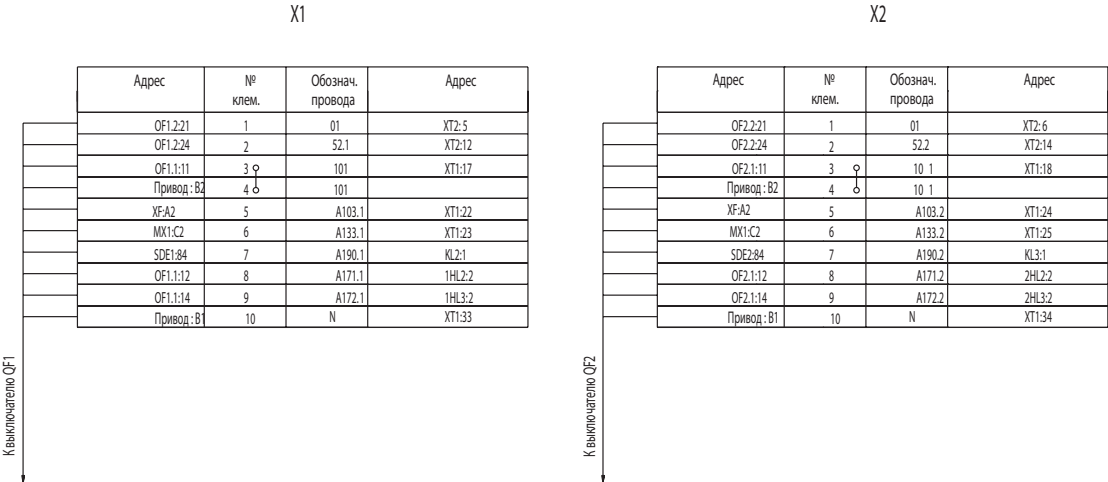 X1
Адрес № клем. Обознач. провода Адрес
OF1.2:21 1 01 XT2: 5
OF1.2:24 2 52.1 XT2:12
OF1.1:11 3 101 XT1:17
Привод : B2 4 101
XF:A2 5 A103.1 XT1:22
MX1:C2 6 A133.1 XT1:23
SDE1:84 7 A190.1 KL2:1
OF1.1:12 8 A171.1 1HL2:2
OF1.1:14 9 A172.1 1HL3:2
Привод : B1 10 N XT1:33
К выключателю QF1
X2
Адрес № клем. Обознач. провода Адрес
OF2.2:21 1 01 XT2: 6
OF2.2:24 2 52.2 XT2:14
OF2.1:11 3 10 1 XT1:18
Привод : B2 4 10 1
XF:A2 5 A103.2 XT1:24
MX1:C2 6 A133.2 XT1:25
SDE2:84 7 A190.2 KL3:1
OF2.1:12 8 A171.2 2HL2:2
OF2.1:14 9 A172.2 2HL3:2
Привод : B1 10 N XT1:34
К выключателю QF2